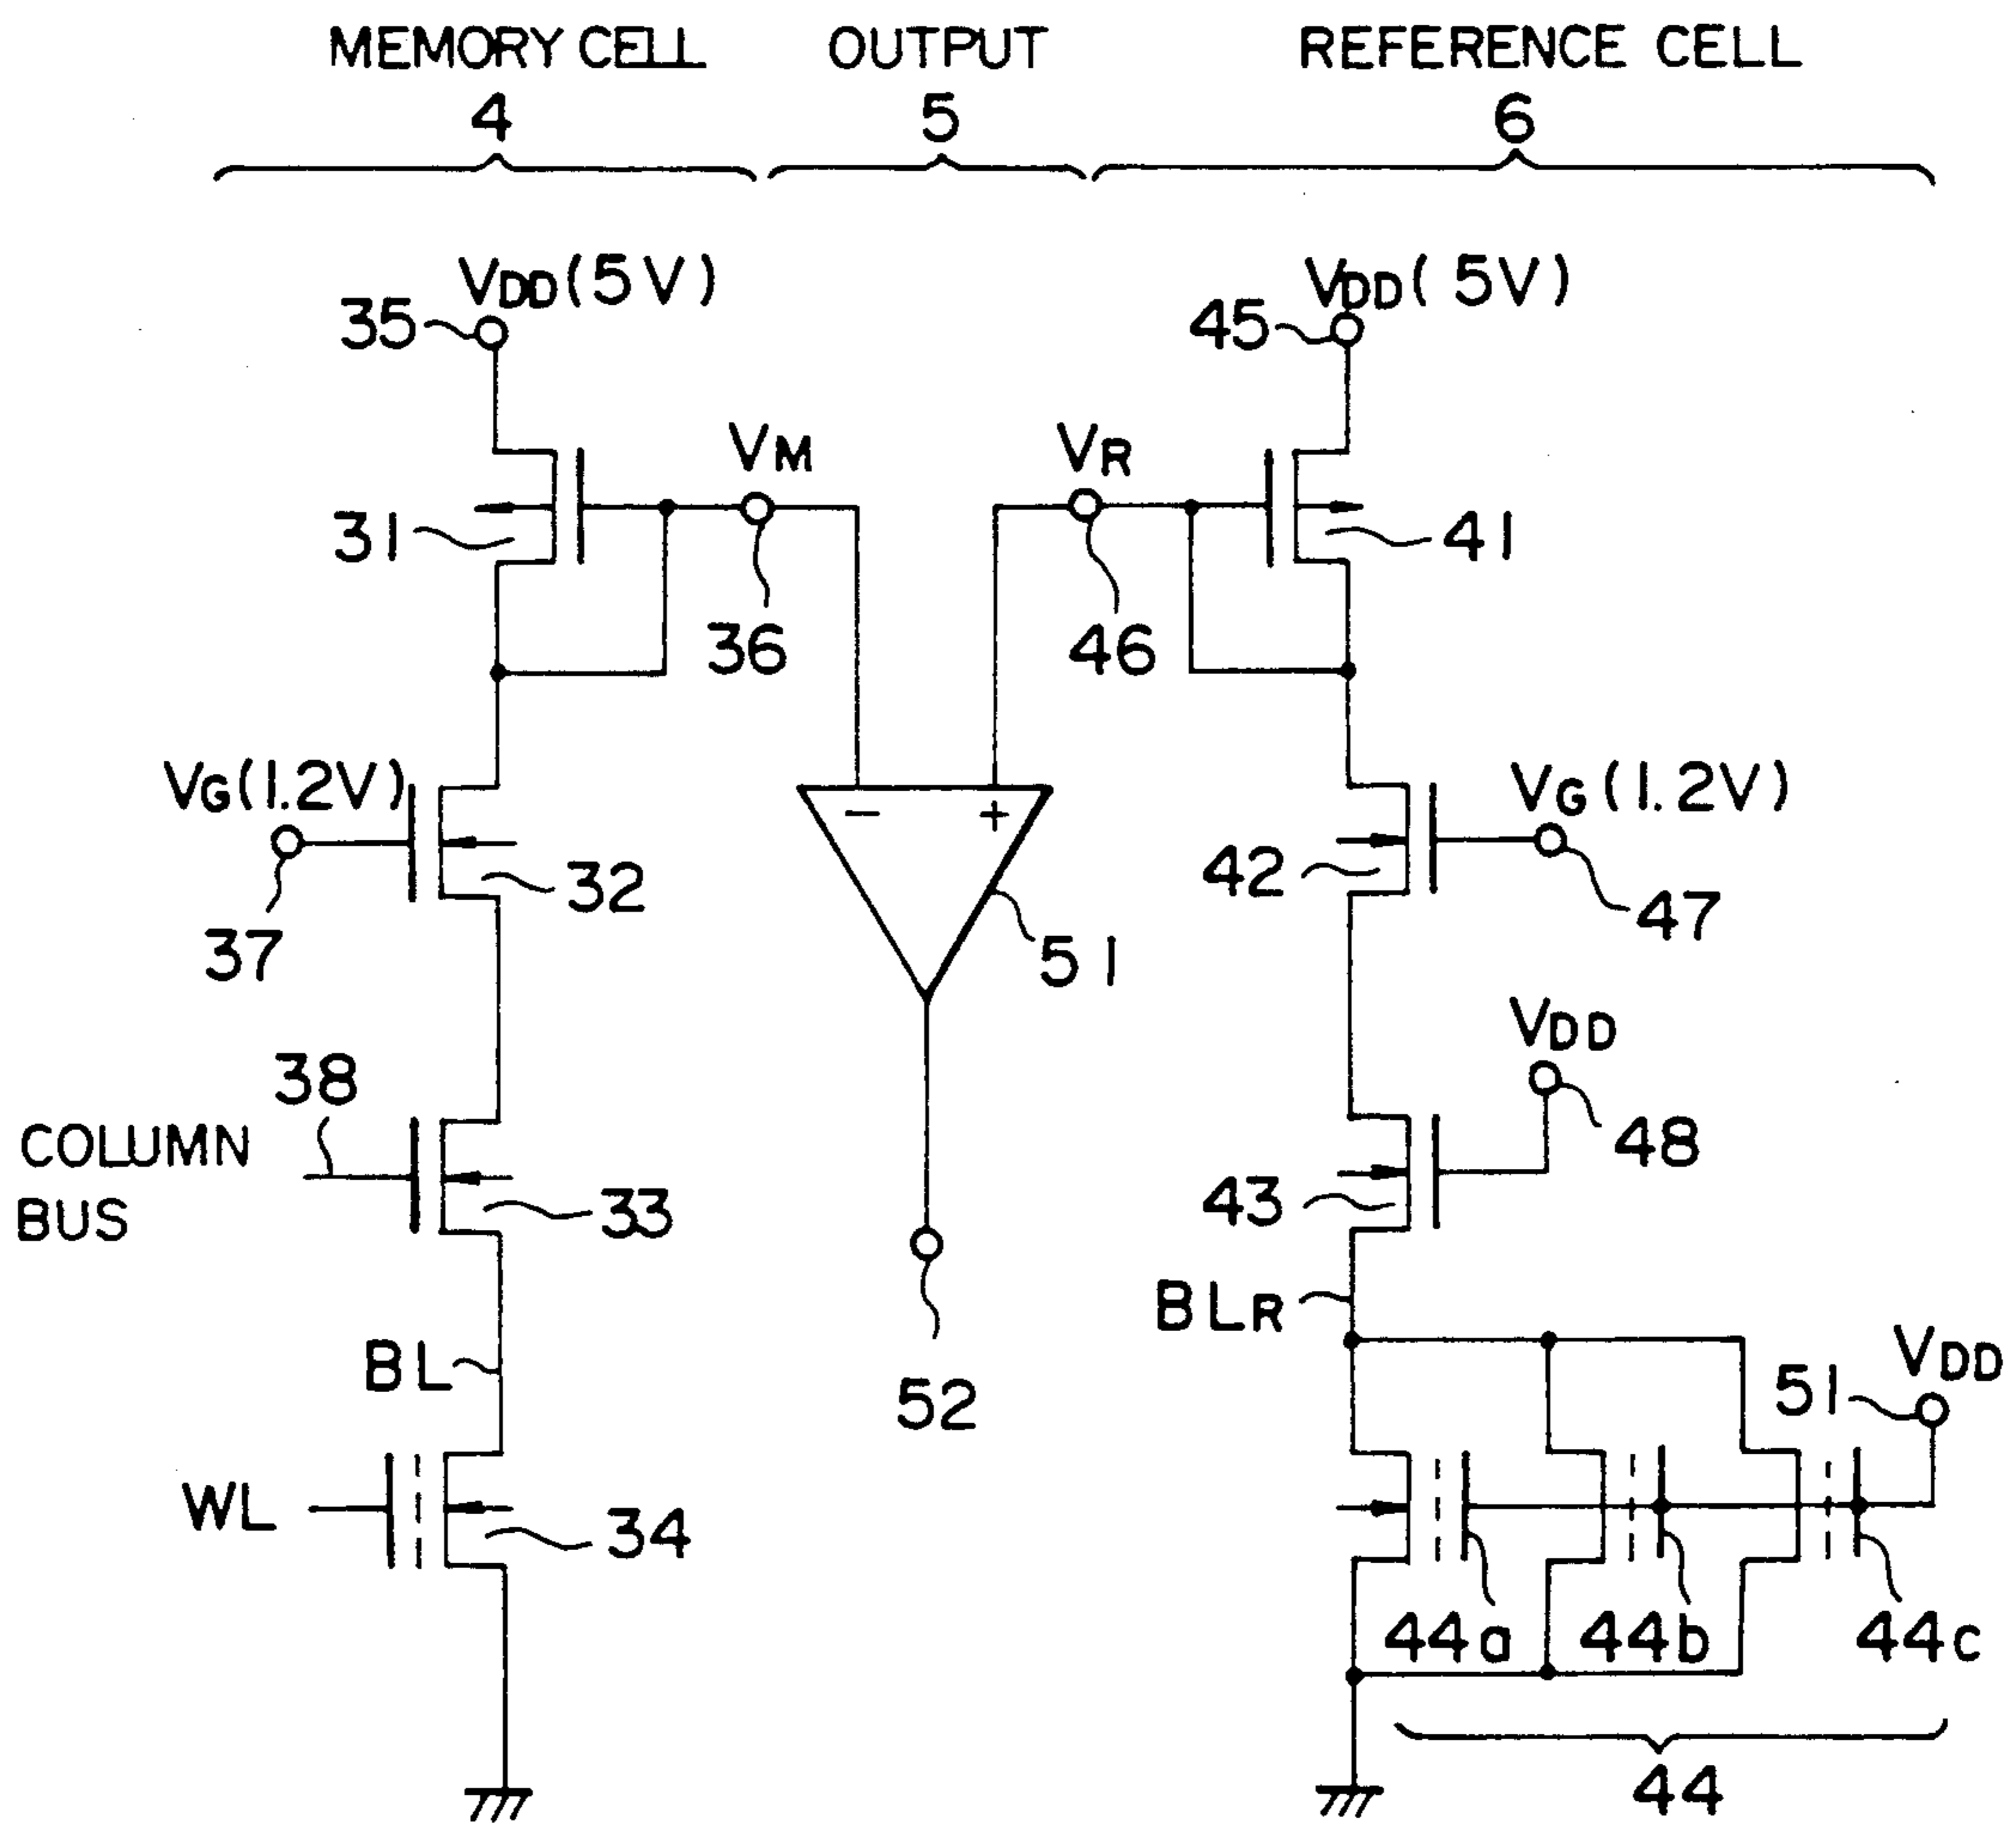 MEMORY CELL OUTPUT REFERENCE CELL
4 5 6
VDD(5V) VDD(5V)
35 45
VM VR
31 41
36 46
VG(1.2V) VG(1.2V)
- +
32 42
37 51 47
VDD
38
COLUMN
BUS
48
33 43
BLR
BL
VDD
51
52
WL 34
44a 44b 44c
44